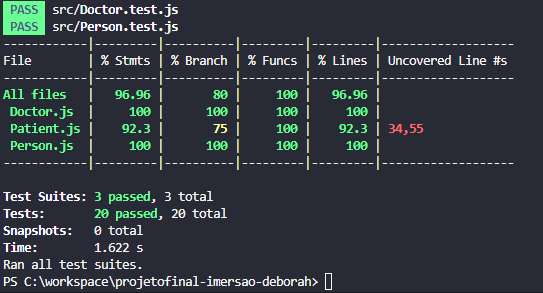 PASS src/Doctor.test.js
PASS src/Person.test.js
------------|---------|----------|---------|---------|-------------------
File        | % Stmts | % Branch | % Funcs | % Lines | Uncovered Line #s
------------|---------|----------|---------|---------|-------------------
All files   |   96.96 |       80 |     100 |   96.96 |
 Doctor.js  |     100 |      100 |     100 |     100 |
 Patient.js |    92.3 |       75 |     100 |    92.3 | 34,55
 Person.js  |     100 |      100 |     100 |     100 |
------------|---------|----------|---------|---------|-------------------
Test Suites: 3 passed, 3 total
Tests:       20 passed, 20 total
Snapshots:   0 total
Time:        1.622 s
Ran all test suites.
PS C:\workspace\projetofinal-imersao-deborah>